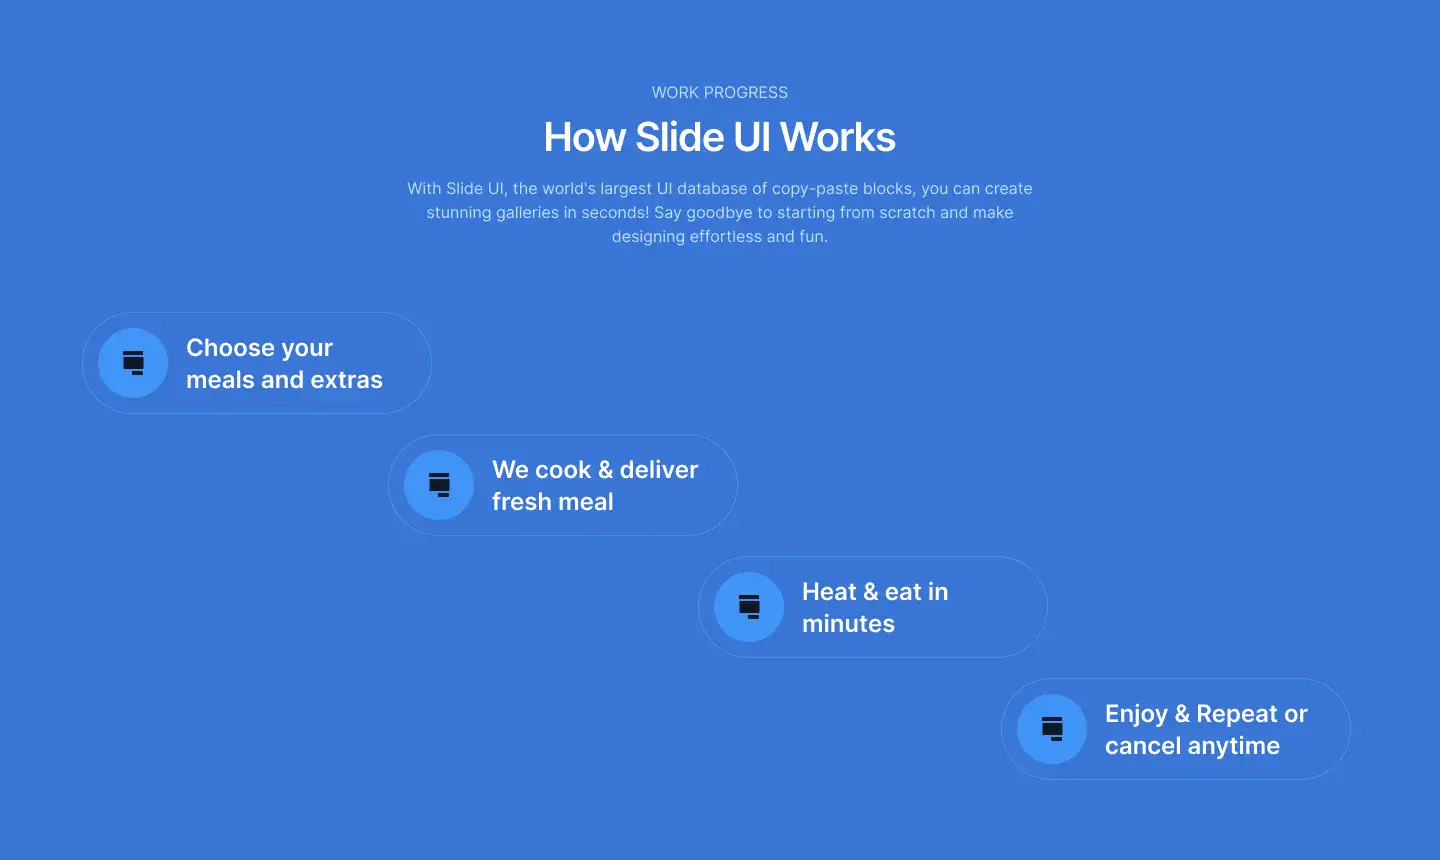 WORK PROGRESS
How Slide UI Works
With Slide UI, the world's largest UI database of copy-paste blocks, you can create
stunning galleries in seconds! Say goodbye to starting from scratch and make
designing effortless and fun.
Choose your
meals and extras
We cook & deliver
fresh meal
Heat & eat in
minutes
Enjoy & Repeat or
cancel anytime